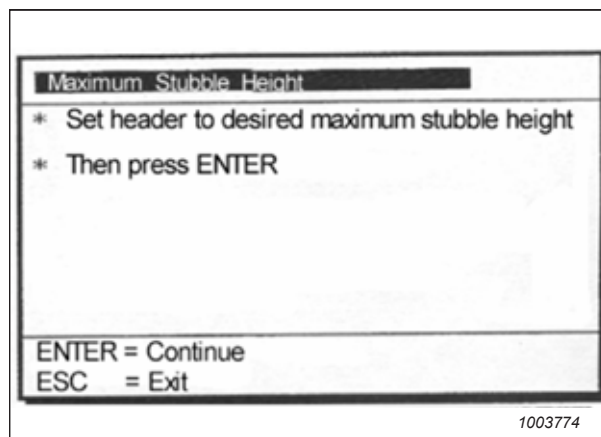 Maximum Stubble Height
* Set header to desired maximum stubble height
* Then press ENTER
ENTER = Continue
ESC = Exit
1003774